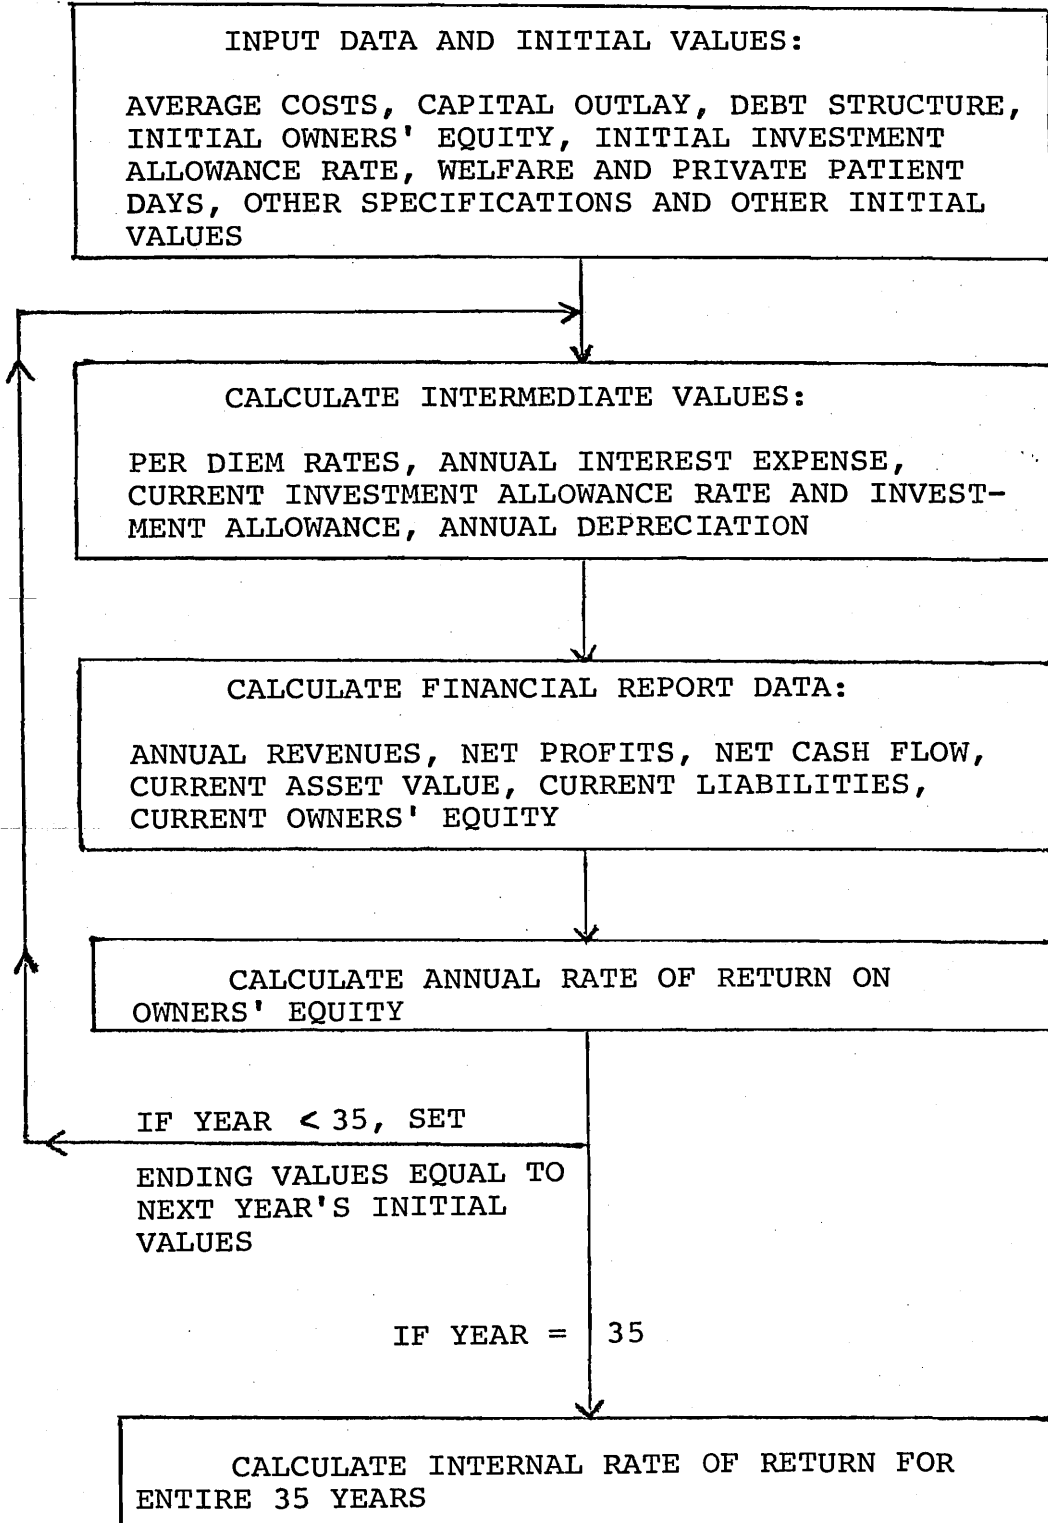 INPUT DATA AND INITIAL VALUES:
AVERAGE COSTS, CAPITAL OUTLAY, DEBT STRUCTURE,
INITIAL OWNERS' EQUITY, INITIAL INVESTMENT
ALLOWANCE RATE, WELFARE AND PRIVATE PATIENT
DAYS, OTHER SPECIFICATIONS AND OTHER INITIAL
VALUES
CALCULATE INTERMEDIATE VALUES:
PER DIEM RATES, ANNUAL INTEREST EXPENSE,
CURRENT INVESTMENT ALLOWANCE RATE AND INVEST-
MENT ALLOWANCE, ANNUAL DEPRECIATION
CALCULATE FINANCIAL REPORT DATA:
ANNUAL REVENUES, NET PROFITS, NET CASH FLOW,
CURRENT ASSET VALUE, CURRENT LIABILITIES,
CURRENT OWNERS' EQUITY
CALCULATE ANNUAL RATE OF RETURN ON
OWNERS' EQUITY
IF YEAR < 35, SET
ENDING VALUES EQUAL TO
NEXT YEAR'S INITIAL
VALUES
IF YEAR = 35
CALCULATE INTERNAL RATE OF RETURN FOR
ENTIRE 35 YEARS